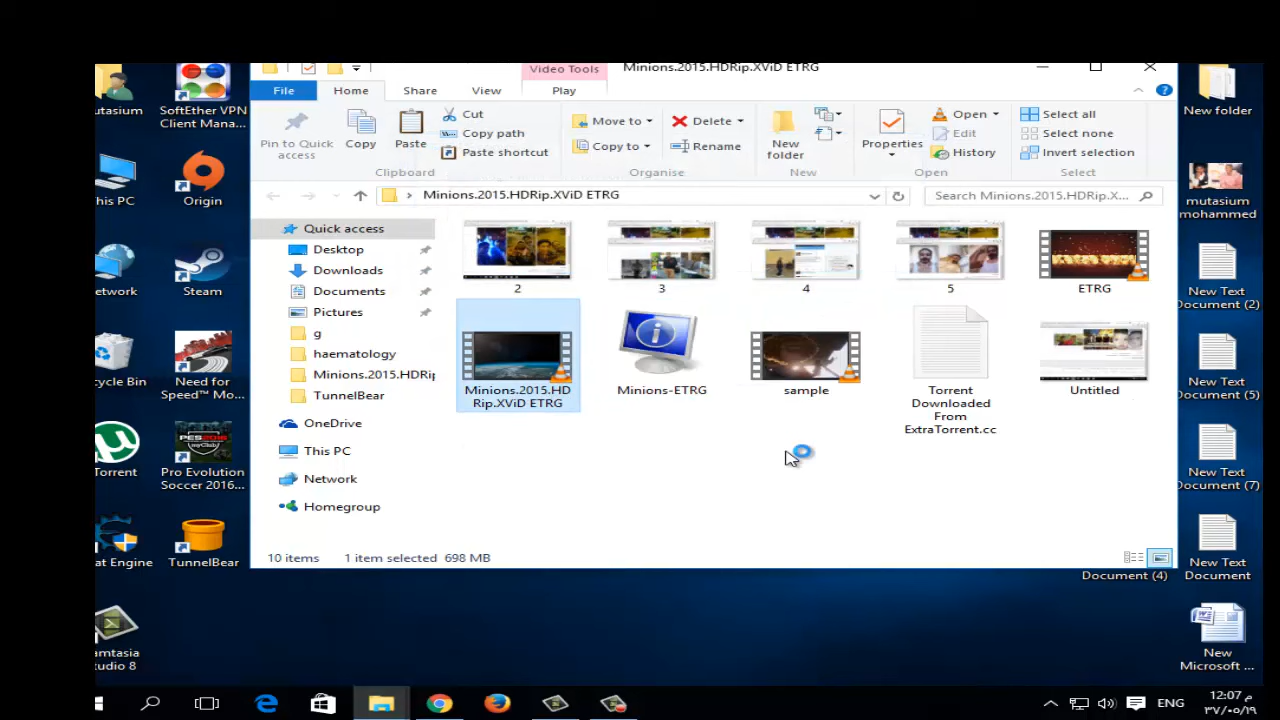 Video Tools
Minions.2015.HDRip.XViD ETRG
File
Home
Share
View
Play
Pin to Quick
access
Copy
Paste
Cut
Copy path
Paste shortcut
Clipboard
Move to
Copy to
Delete
Rename
Organise
New
folder
New
Properties
Open
Edit
History
Open
Select all
Select none
Invert selection
Select
Minions.2015.HDRip.XViD ETRG
Search Minions.2015.HDRip.X...
Quick access
Desktop
Downloads
Documents
Pictures
g
haematology
Minions.2015.HDRip
TunnelBear
OneDrive
This PC
Network
Homegroup
2
3
4
5
ETRG
Minions.2015.HD
Rip.XViD ETRG
Minions-ETRG
sample
Torrent
Downloaded
From
ExtraTorrent.cc
Untitled
10 items
1 item selected
698 MB
utasium
his PC
etwork
cycle Bin
Torrent
at Engine
amtasia
tudio 8
SoftEther VPN
Client Mana...
Origin
Steam
Need for
Speed™ Mo...
PES2016
myClub
Pro Evolution
Soccer 2016...
TunnelBear
New folder
mutasium
mohammed
New Text
Document (2)
New Text
Document (5)
New Text
Document (7)
New Text
Document
Document (4)
New
Microsoft ...
ENG
12:07 م
٣٧/٠٥/١٩